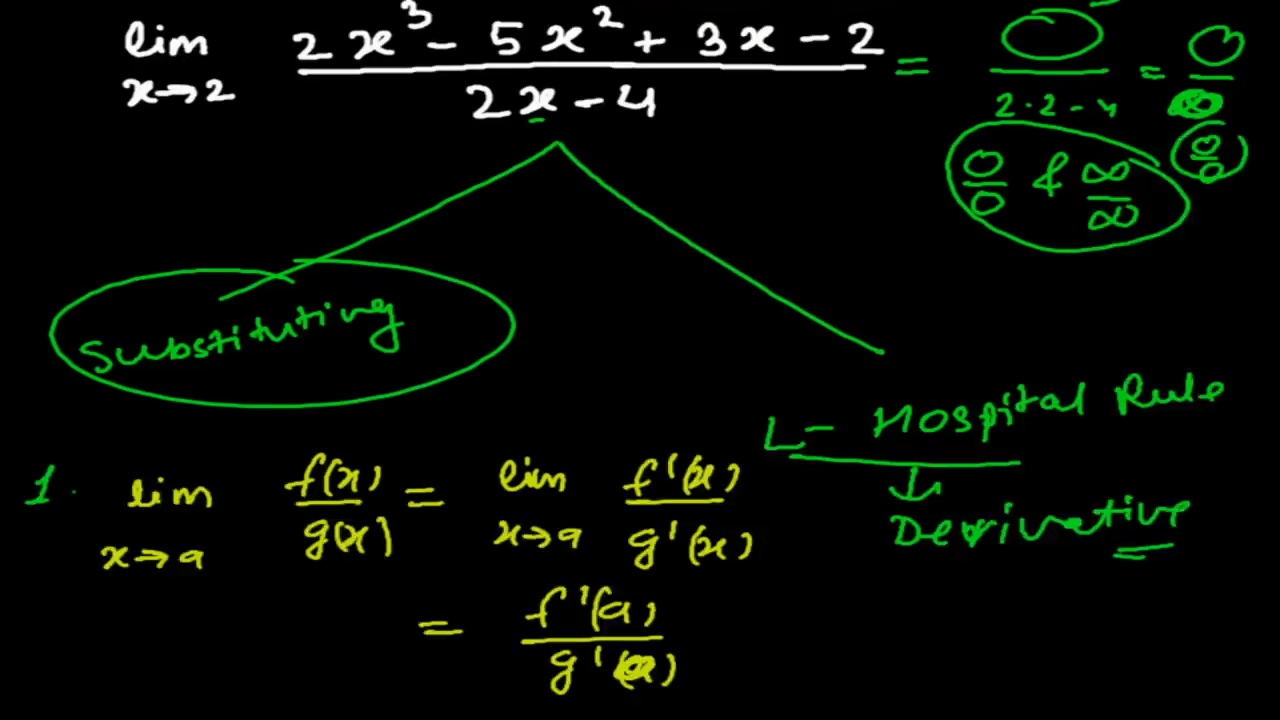 lim x→2 2x³ - 5x² + 3x - 2 / 2x - 4 = 0 / 2·2-4 = 0 /
0/0 & ∞/∞ 0/0
Substituting
L- Hospital Rule
↓
Derivative
1. lim x→a f(x)/g(x) = lim x→a f'(x)/g'(x)
= f'(a)/g'(a)